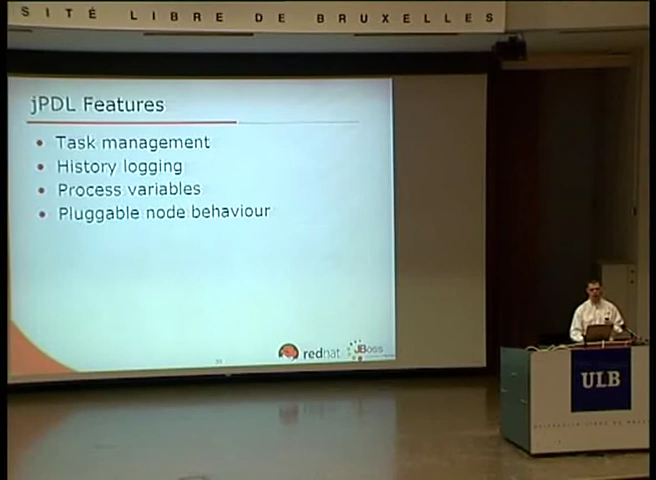 SITÉ LIBRE DE BRUXELLES
jPDL Features
• Task management
• History logging
• Process variables
• Pluggable node behaviour
redhat JBoss
ULB